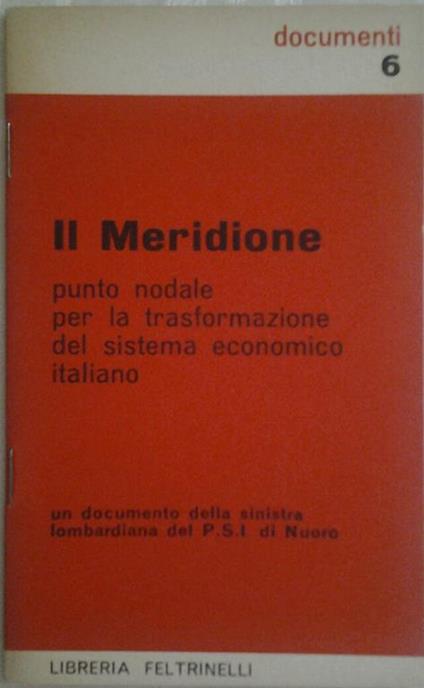 documenti
6
Il Meridione
punto nodale
per la trasformazione
del sistema economico
italiano
un documento della sinistra
lombardiana del P.S.I. di Nuoro
LIBRERIA FELTRINELLI